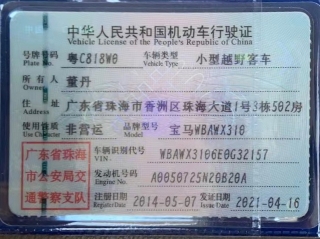 中华人民共和国机动车行驶证
Vehicle License of the People's Republic of China
号牌号码 粤C818W0 车辆类型 小型越野客车
Plate No. Vehicle Type
所有人 董丹
Owner
住址 广东省珠海市香洲区珠海大道1号3栋502房
Address
使用性质 非营运 品牌型号 宝马WBAWX310
Use Character Model
广东省珠海
市公安局交
通警察支队
车辆识别代号 WBAWX3106E0G32157
VIN
发动机号码 A0050725N20B20A
Engine No.
注册日期 2014-05-07 发证日期 2021-04-16
Register Date Issue Date